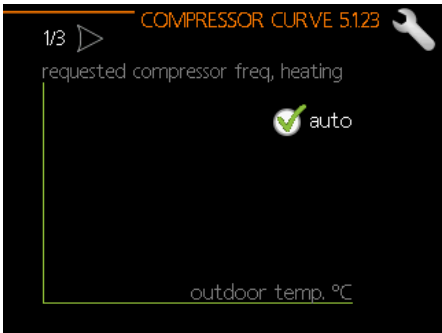 COMPRESSOR CURVE 5.1.23
1/3
requested compressor freq, heating
auto
outdoor temp. °C